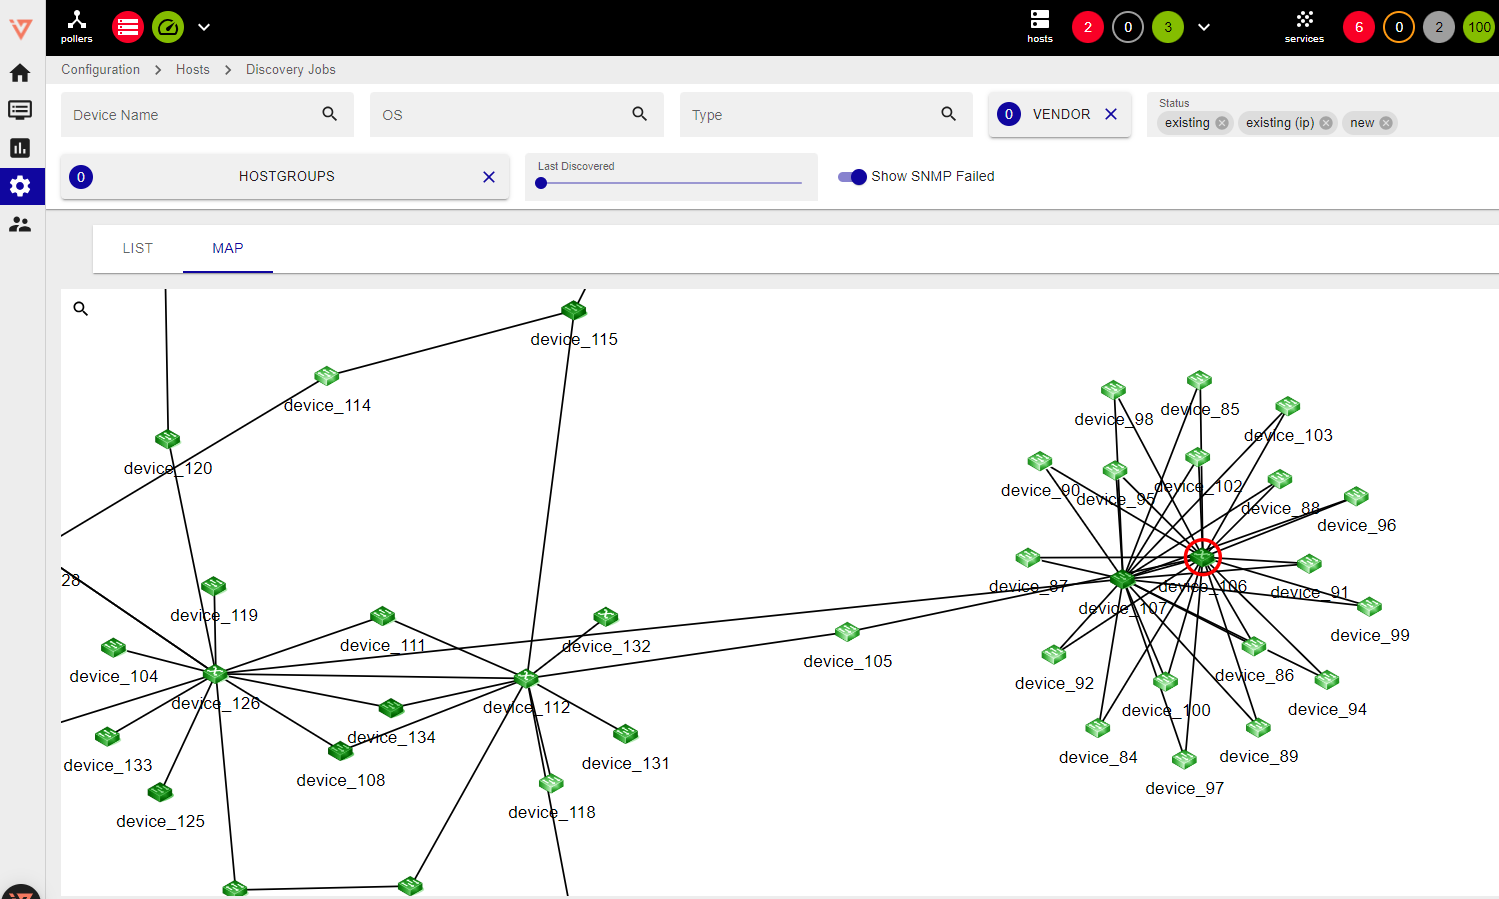 pollers
hosts
2
0
3
services
6
0
2
100
Configuration
Hosts
Discovery Jobs
Device Name
OS
Type
0
VENDOR
Status
existing
existing (ip)
new
0
HOSTGROUPS
Last Discovered
Show SNMP Failed
LIST
MAP
device_115
device_114
device_98
device_85
device_103
device_120
device_90
device_95
device_102
device_88
device_96
28
device_87
device_106
device_91
device_107
device_119
device_99
device_111
device_132
device_105
device_104
device_92
device_86
device_126
device_112
device_100
device_94
device_134
device_133
device_131
device_84
device_89
device_108
device_97
device_118
device_125